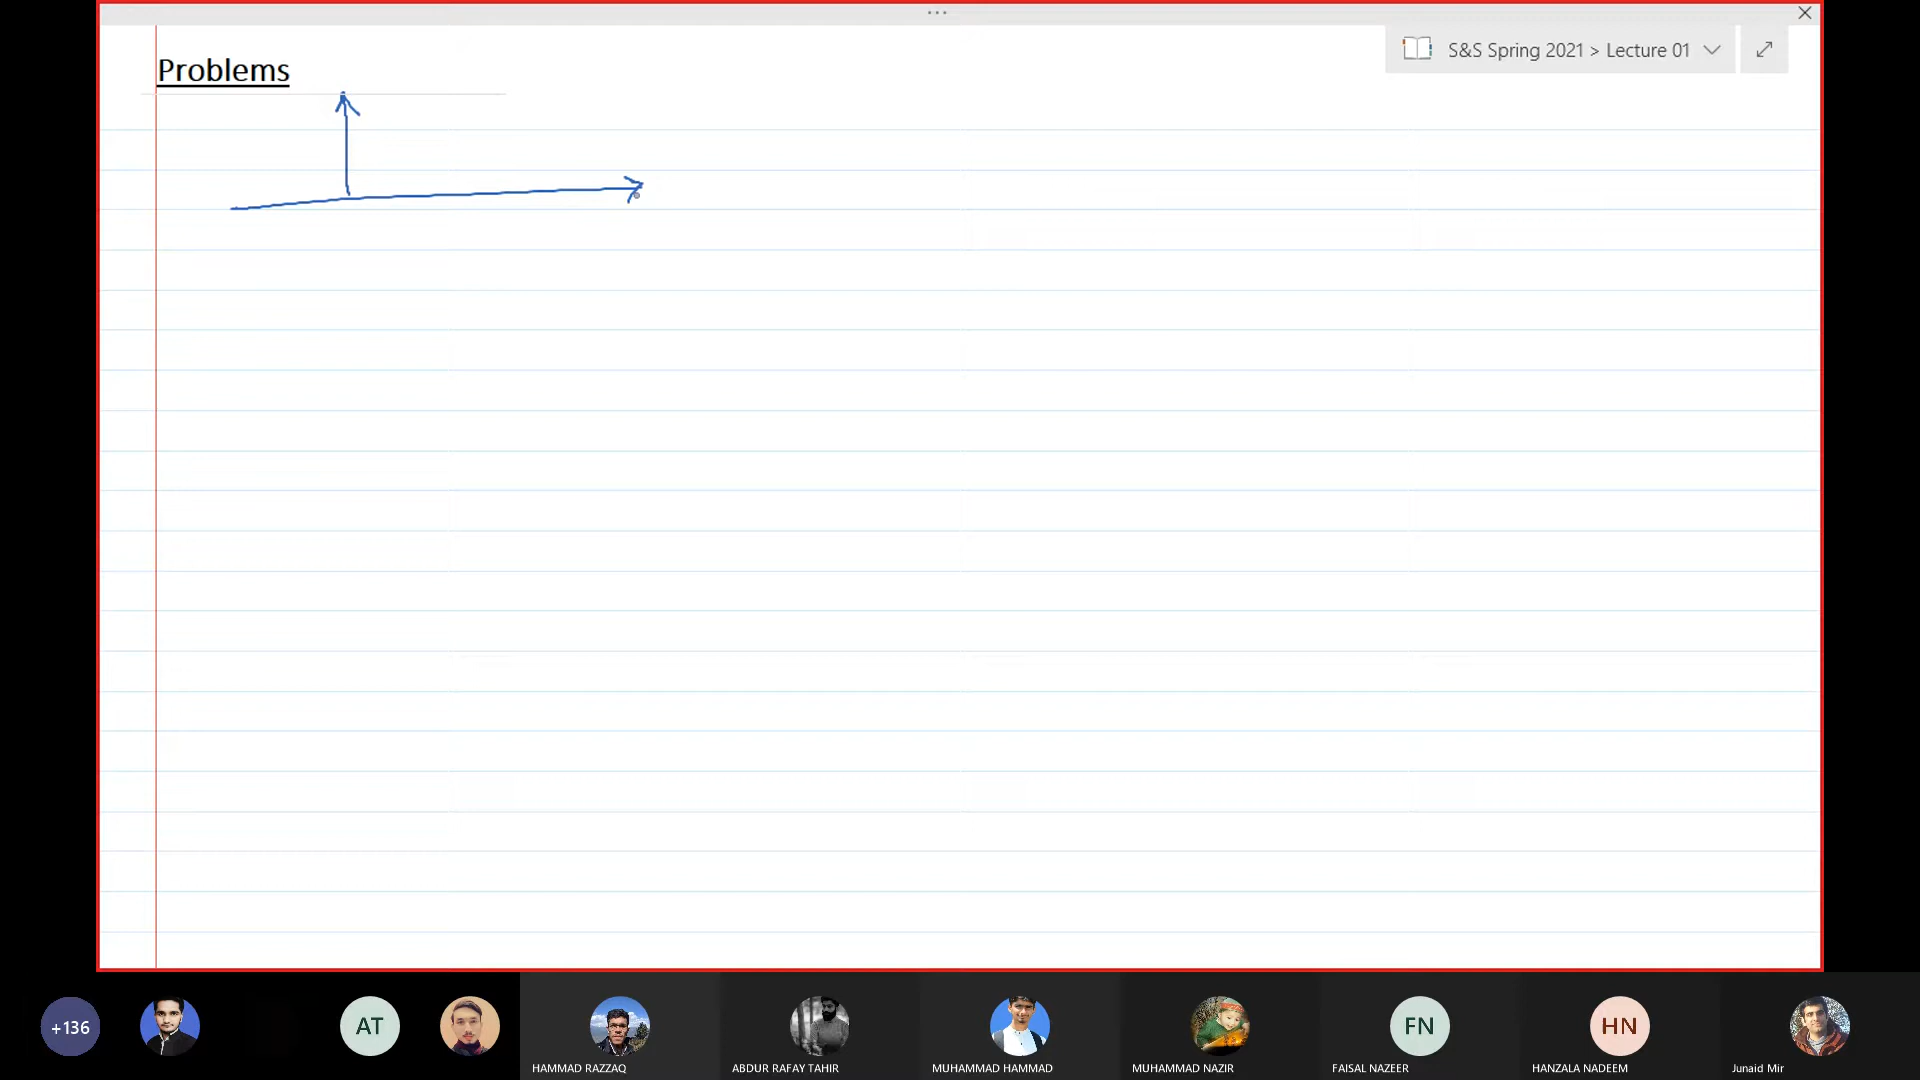 S&S Spring 2021 > Lecture 01
Problems
+136
AT
FN
HN
HAMMAD RAZZAQ
ABDUR RAFAY TAHIR
MUHAMMAD HAMMAD
MUHAMMAD NAZIR
FAISAL NAZEER
HANZALA NADEEM
Junaid Mir